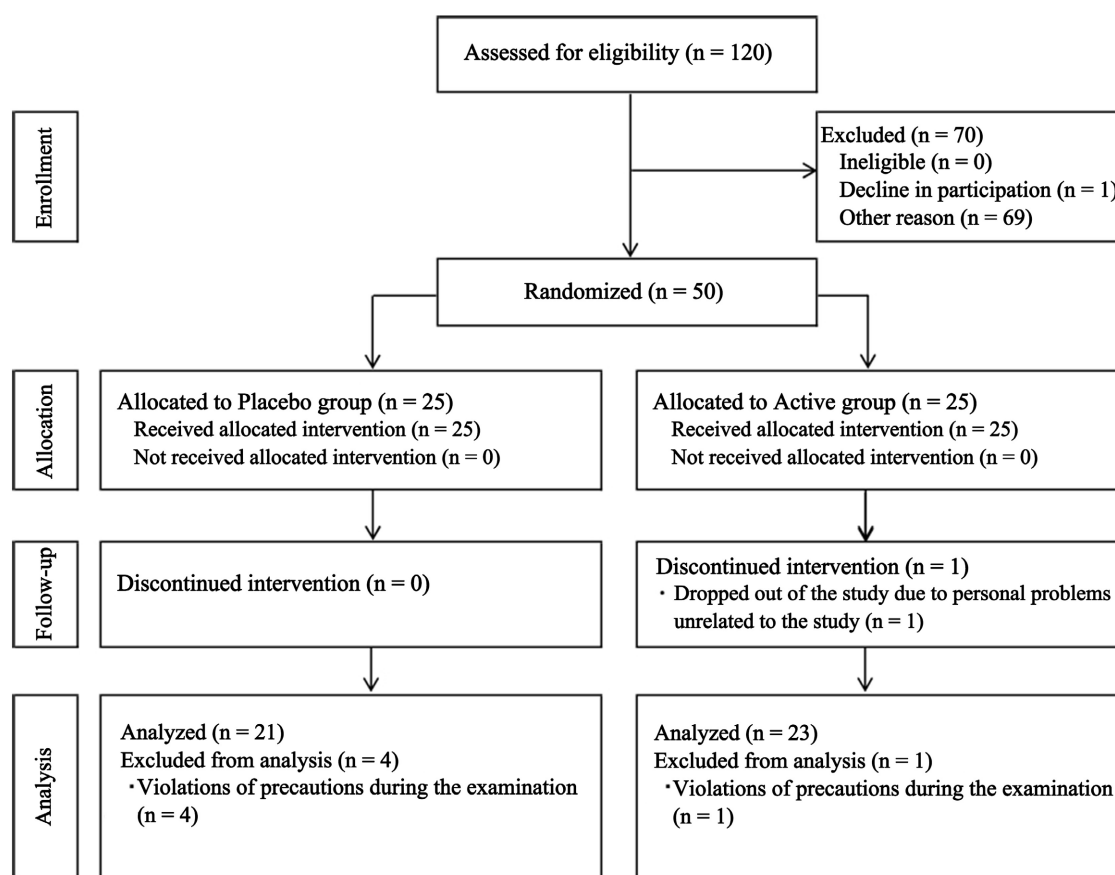 Assessed for eligibility (n = 120)
Enrollment
Excluded (n = 70)
Ineligible (n = 0)
Decline in participation (n = 1)
Other reason (n = 69)
Randomized (n = 50)
Allocation
Allocated to Placebo group (n = 25)
Received allocated intervention (n = 25)
Not received allocated intervention (n = 0)
Allocated to Active group (n = 25)
Received allocated intervention (n = 25)
Not received allocated intervention (n = 0)
Follow-up
Discontinued intervention (n = 0)
Discontinued intervention (n = 1)
・Dropped out of the study due to personal problems
unrelated to the study (n = 1)
Analysis
Analyzed (n = 21)
Excluded from analysis (n = 4)
・Violations of precautions during the examination
(n = 4)
Analyzed (n = 23)
Excluded from analysis (n = 1)
・Violations of precautions during the examination
(n = 1)